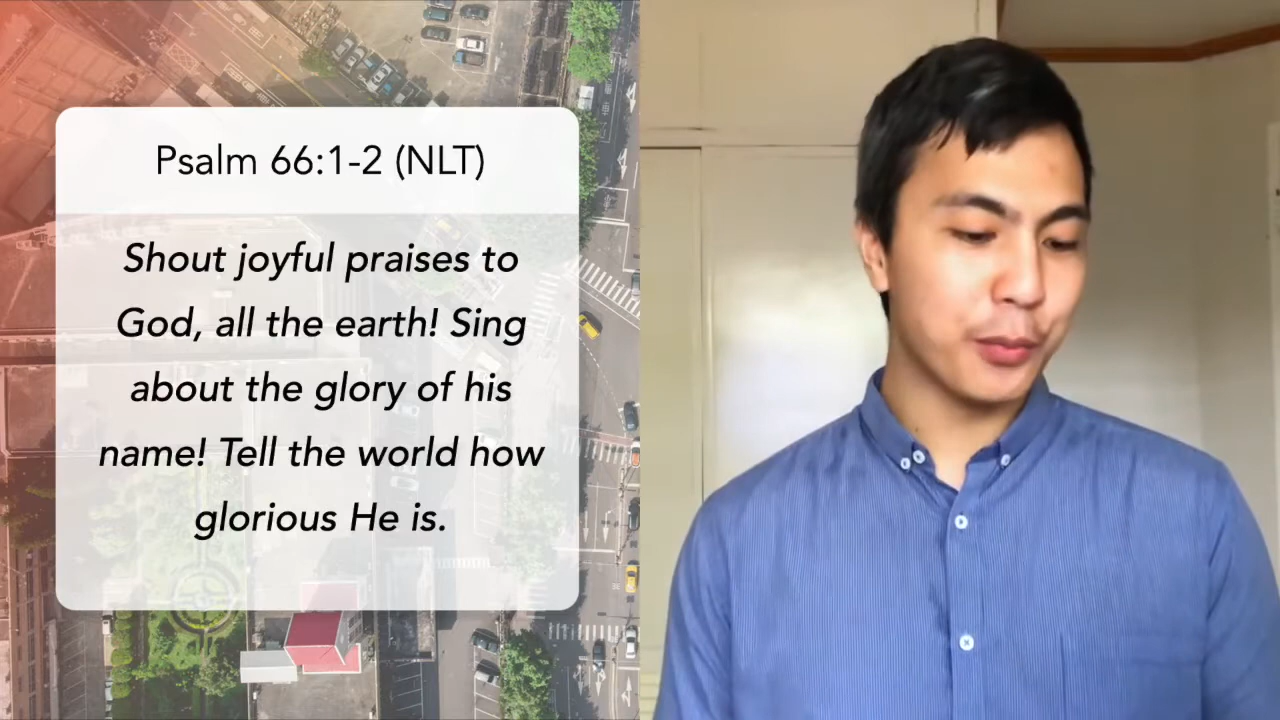 Psalm 66:1-2 (NLT)
Shout joyful praises to
God, all the earth! Sing
about the glory of his
name! Tell the world how
glorious He is.